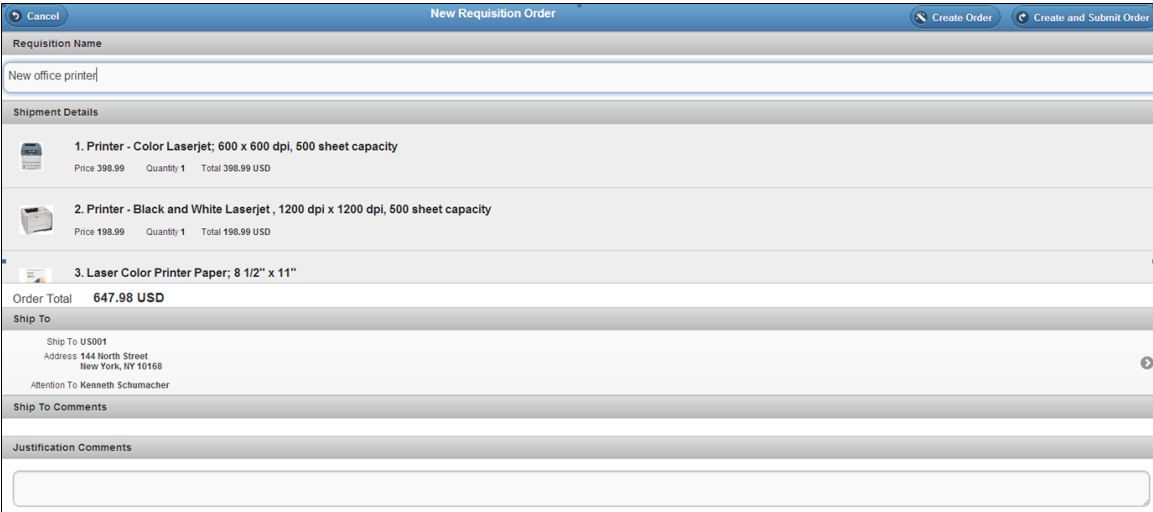 Cancel
New Requisition Order
Create Order
Create and Submit Order
Requisition Name
New office printer
Shipment Details
1. Printer - Color Laserjet; 600 x 600 dpi, 500 sheet capacity
Price 398.99 Quantity 1 Total 398.99 USD
2. Printer - Black and White Laserjet , 1200 dpi x 1200 dpi, 500 sheet capacity
Price 198.99 Quantity 1 Total 198.99 USD
3. Laser Color Printer Paper; 8 1/2" x 11"
Order Total 647.98 USD
Ship To
Ship To US001
Address 144 North Street
New York, NY 10168
Attention To Kenneth Schumacher
Ship To Comments
Justification Comments